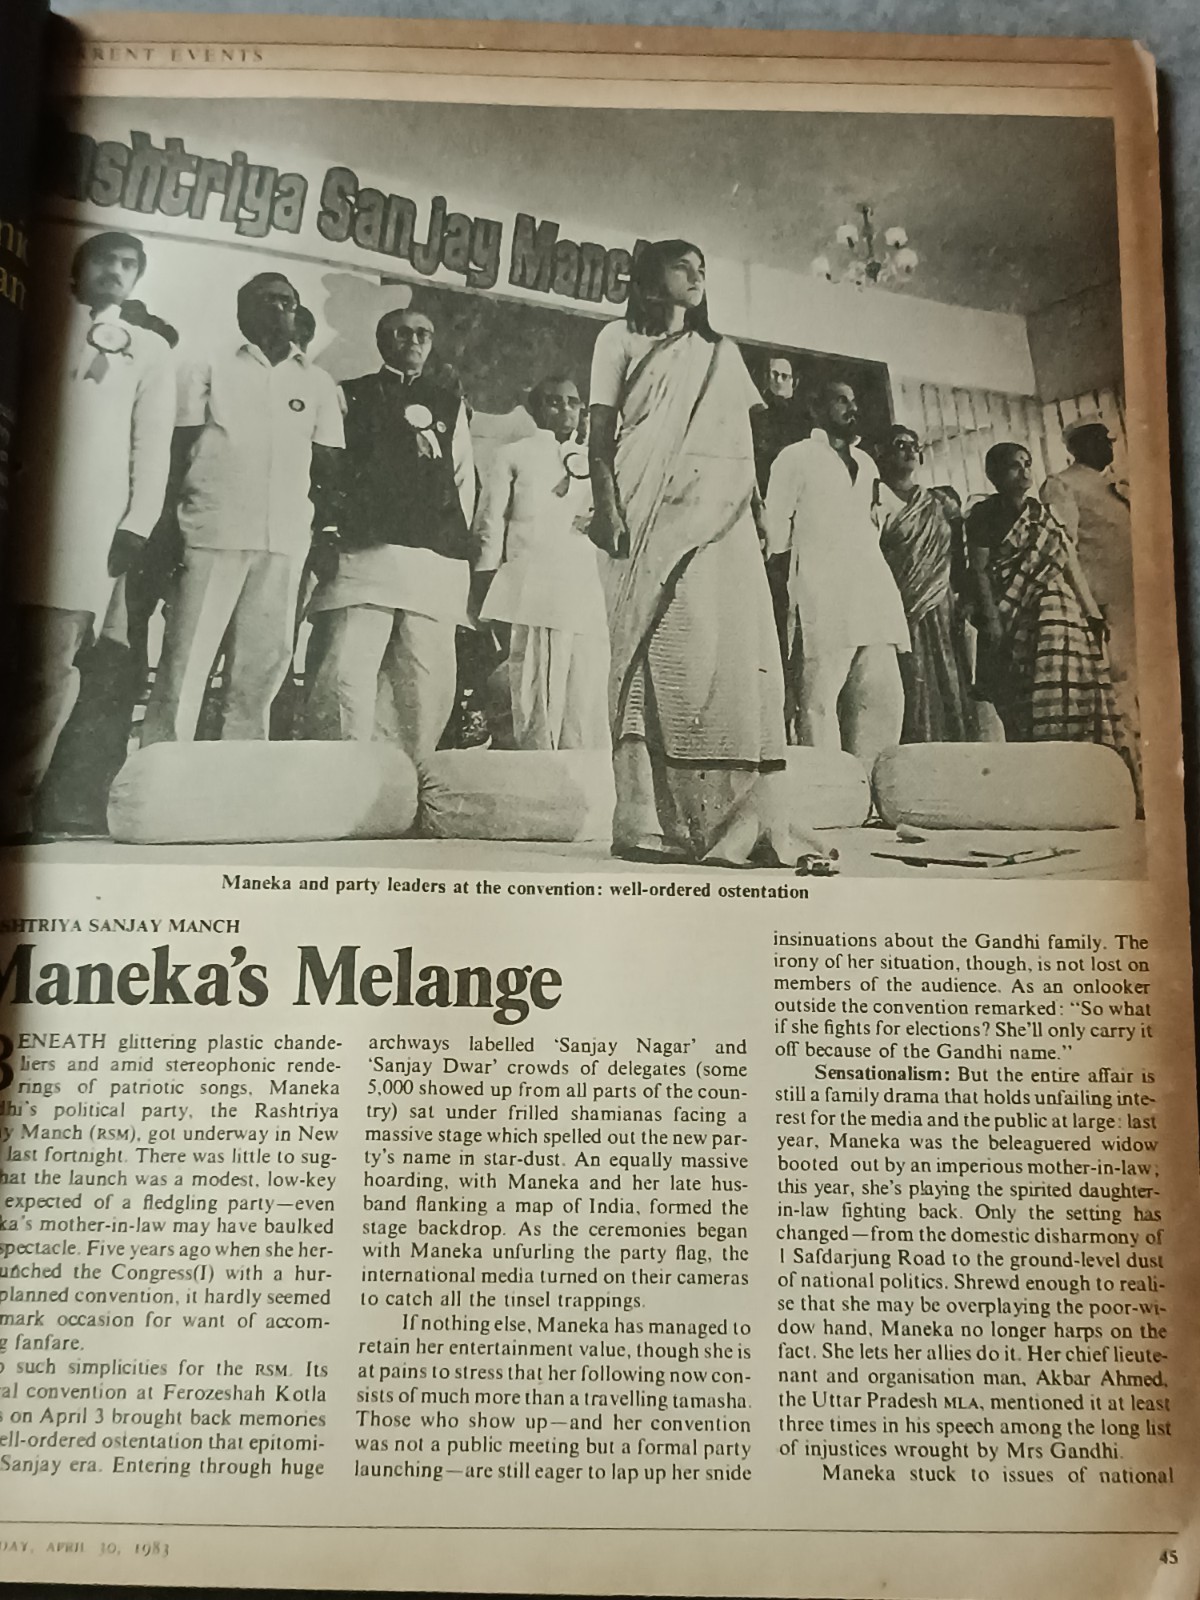 RRENT EVENTS
ashtriya Sanjay Manc
Maneka and party leaders at the convention: well-ordered ostentation
SHTRIYA SANJAY MANCH
Maneka's Melange
BENEATH glittering plastic chande-
liers and amid stereophonic rende-
rings of patriotic songs, Maneka
dhi's political party, the Rashtriya
y Manch (RSM), got underway in New
last fortnight. There was little to sug-
hat the launch was a modest, low-key
expected of a fledgling party—even
ka's mother-in-law may have baulked
spectacle. Five years ago when she her-
unched the Congress(I) with a hur-
planned convention, it hardly seemed
mark occasion for want of accom-
g fanfare.
o such simplicities for the RSM. Its
al convention at Ferozeshah Kotla
s on April 3 brought back memories
ell-ordered ostentation that epitomi-
Sanjay era. Entering through huge
archways labelled 'Sanjay Nagar' and
'Sanjay Dwar' crowds of delegates (some
5,000 showed up from all parts of the coun-
try) sat under frilled shamianas facing a
massive stage which spelled out the new par-
ty's name in star-dust. An equally massive
hoarding, with Maneka and her late hus-
band flanking a map of India, formed the
stage backdrop. As the ceremonies began
with Maneka unfurling the party flag, the
international media turned on their cameras
to catch all the tinsel trappings.
If nothing else, Maneka has managed to
retain her entertainment value, though she is
at pains to stress that her following now con-
sists of much more than a travelling tamasha.
Those who show up—and her convention
was not a public meeting but a formal party
launching—are still eager to lap up her snide
insinuations about the Gandhi family. The
irony of her situation, though, is not lost on
members of the audience. As an onlooker
outside the convention remarked: "So what
if she fights for elections? She'll only carry it
off because of the Gandhi name."
Sensationalism: But the entire affair is
still a family drama that holds unfailing inte-
rest for the media and the public at large: last
year, Maneka was the beleaguered widow
booted out by an imperious mother-in-law;
this year, she's playing the spirited daughter-
in-law fighting back. Only the setting has
changed—from the domestic disharmony of
1 Safdarjung Road to the ground-level dust
of national politics. Shrewd enough to reali-
se that she may be overplaying the poor-wi-
dow hand, Maneka no longer harps on the
fact. She lets her allies do it. Her chief lieute-
nant and organisation man, Akbar Ahmed,
the Uttar Pradesh MLA, mentioned it at least
three times in his speech among the long list
of injustices wrought by Mrs Gandhi.
Maneka stuck to issues of national
DAY, APRIL 30, 1983
45